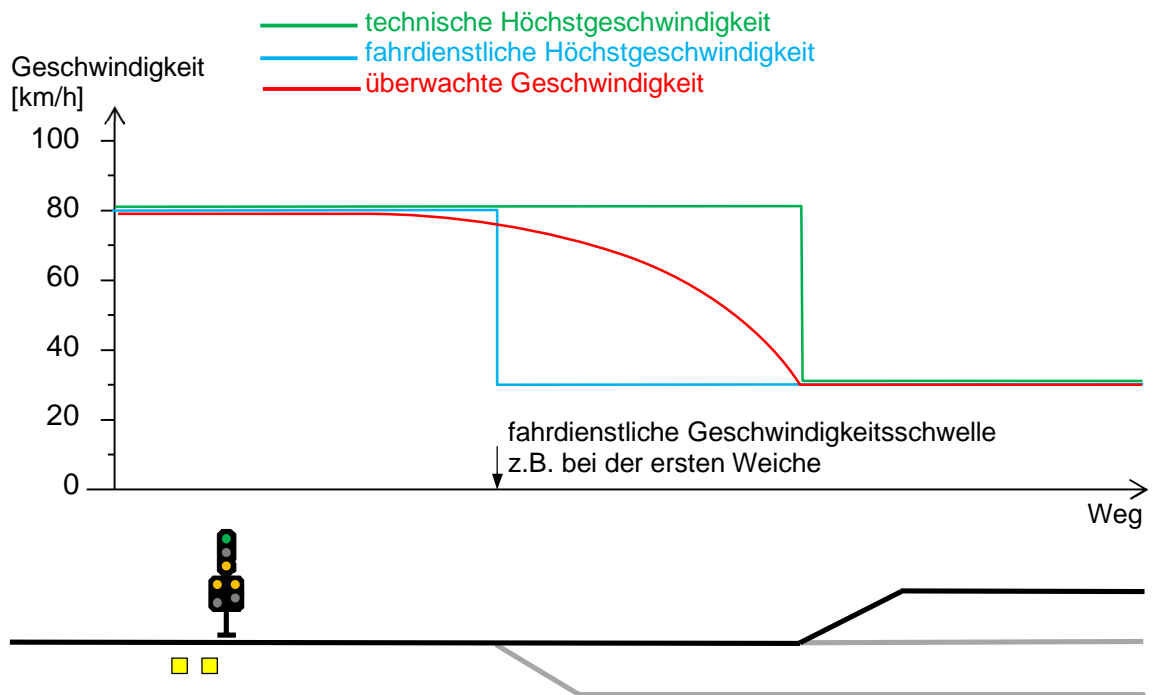 technische Höchstgeschwindigkeit
fahrdienstliche Höchstgeschwindigkeit
überwachte Geschwindigkeit
Geschwindigkeit
[km/h]
100
80
60
40
20
0
fahrdienstliche Geschwindigkeitsschwelle
z.B. bei der ersten Weiche
Weg